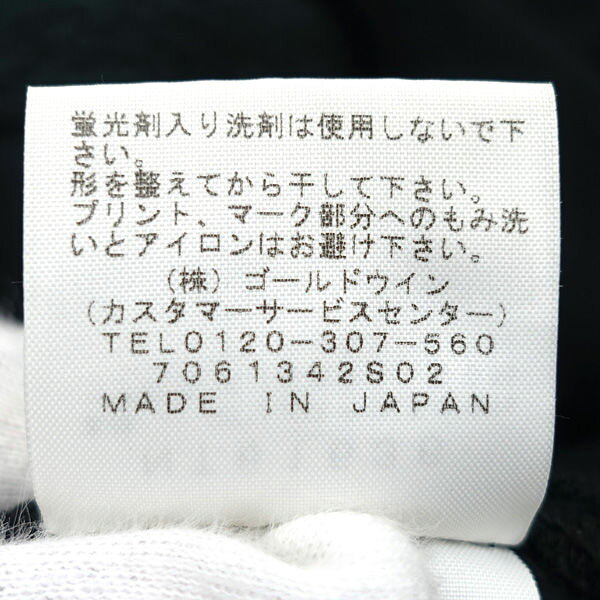 蛍光剤入り洗剤は使用しないで下
さい。
形を整えてから干して下さい。
プリント、マーク部分へのもみ洗
いとアイロンはお避け下さい。
(株) ゴールドウイン
(カスタマーサービスセンター)
TEL0120-307-560
7061342S02
MADE IN JAPAN